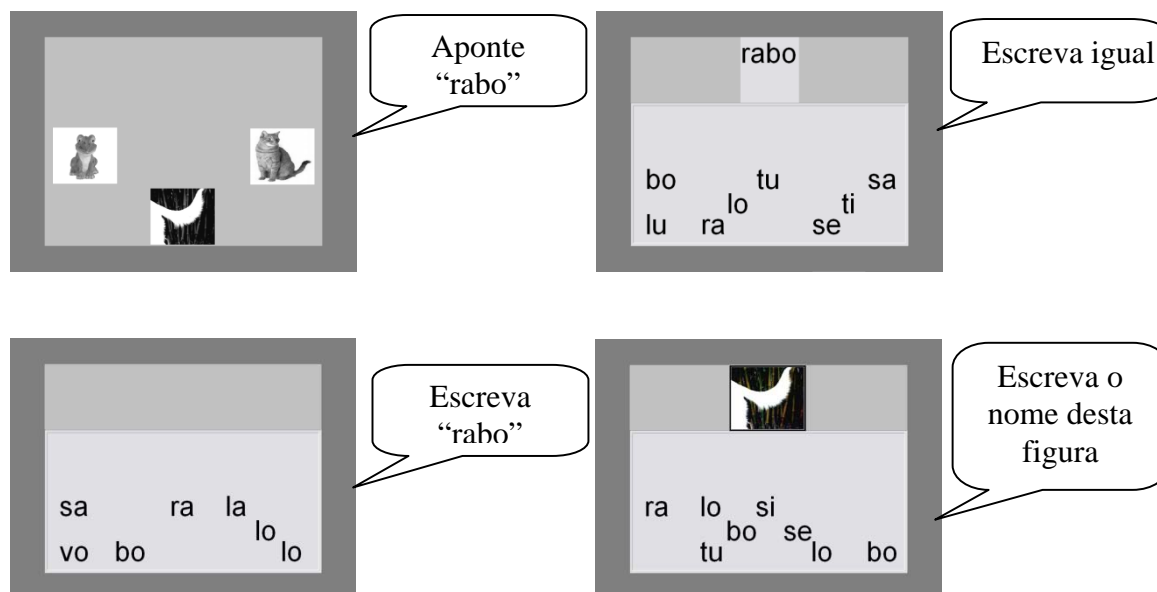 Aponte
“rabo”
rabo
Escreva igual
bo tu sa
lo ti
lu ra se
Escreva
“rabo”
sa ra la
lo
vo bo lo
Escreva o
nome desta
figura
ra lo si
bo se
tu lo bo